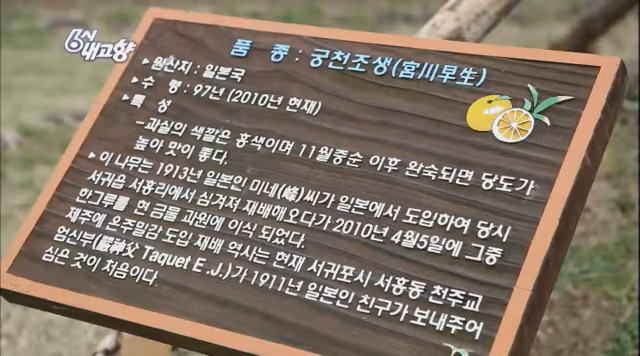 6시
내고향
품 종 : 궁천조생(宮川早生)
▶원산지 : 일본국
▶수 령 : 97년 (2010년 현재)
▶특 성
-과실의 색깔은 홍색이며 11월중순 이후 완숙되면 당도가
높아 맛이 좋다.
▶이 나무는 1913년 일본인 미네(峰)씨가 일본에서 도입하여 당시
서귀읍 서홍리에서 심겨져 재배해오다가 2010년 4월5일에 그중
한그루를 현 금물 과원에 이식 되었다.
제주에 온주밀감 도입 재배 역사는 현재 서귀포시 서홍동 천주교
엄신부(嚴神父 Taquet E.J.)가 1911년 일본인 친구가 보내주어
심은 것이 처음이다.